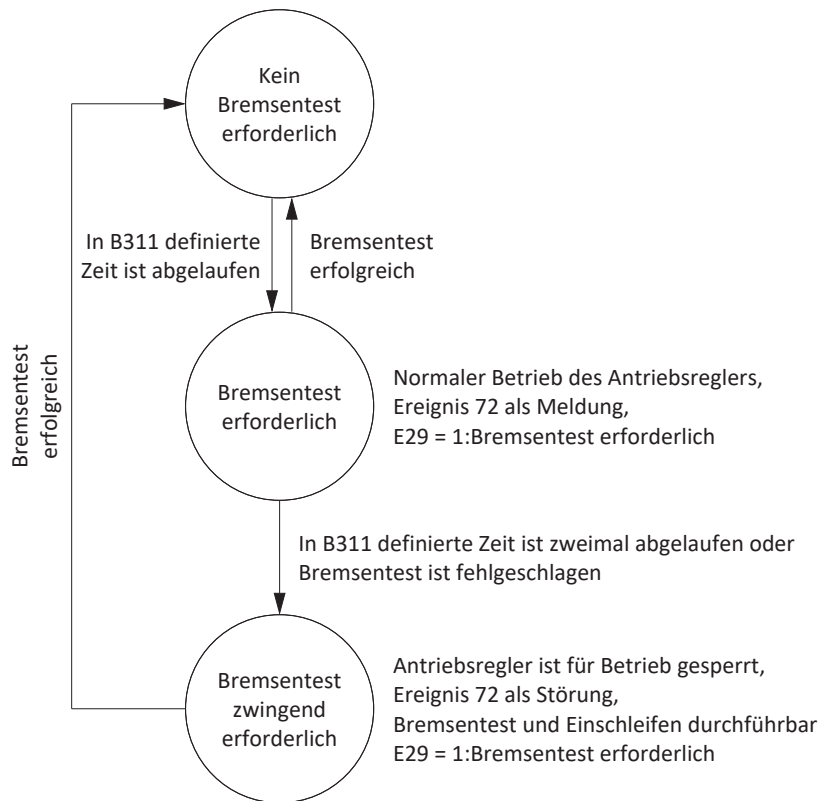 Kein
Bremsentest
erforderlich
In B311 definierte
Zeit ist abgelaufen
Bremsentest
erfolgreich
Bremsentest
erfolgreich
Bremsentest
erforderlich
Normaler Betrieb des Antriebsreglers,
Ereignis 72 als Meldung,
E29 = 1:Bremsentest erforderlich
In B311 definierte Zeit ist zweimal abgelaufen oder
Bremsentest ist fehlgeschlagen
Bremsentest
zwingend
erforderlich
Antriebsregler ist für Betrieb gesperrt,
Ereignis 72 als Störung,
Bremsentest und Einschleifen durchführbar
E29 = 1:Bremsentest erforderlich